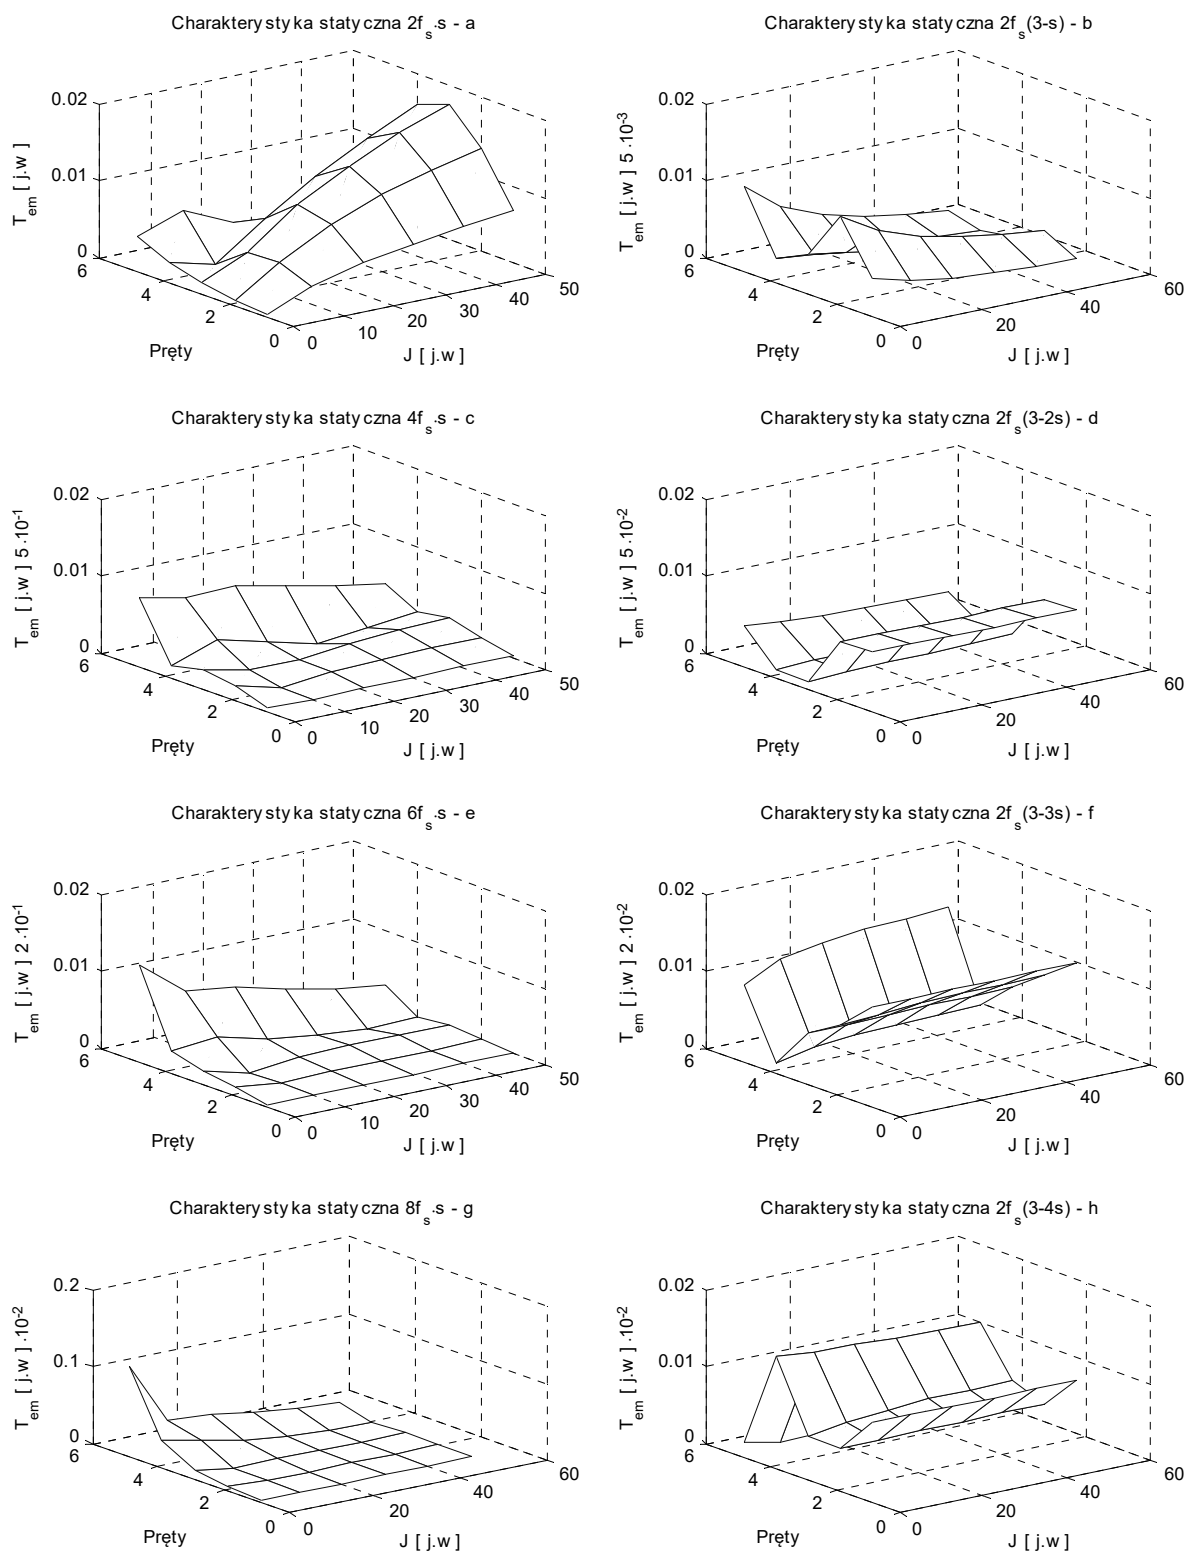 Charakterystyka statyczna 2fs·s - a
0.02
0.01
0
Tem [ j.w ]
6
4
2
0
Pręty
0
10
20
30
40
50
J [ j.w ]
Charakterystyka statyczna 2fs(3-s) - b
0.02
0.01
0
Tem [ j.w ] 5·10-3
6
4
2
0
Pręty
0
20
40
60
J [ j.w ]
Charakterystyka statyczna 4fs·s - c
0.02
0.01
0
Tem [ j.w ] 5·10-1
6
4
2
0
Pręty
0
10
20
30
40
50
J [ j.w ]
Charakterystyka statyczna 2fs(3-2s) - d
0.02
0.01
0
Tem [ j.w ] 5·10-2
6
4
2
0
Pręty
0
20
40
60
J [ j.w ]
Charakterystyka statyczna 6fs·s - e
0.02
0.01
0
Tem [ j.w ] 2·10-1
6
4
2
0
Pręty
0
10
20
30
40
50
J [ j.w ]
Charakterystyka statyczna 2fs(3-3s) - f
0.02
0.01
0
Tem [ j.w ] 2·10-2
6
4
2
0
Pręty
0
20
40
60
J [ j.w ]
Charakterystyka statyczna 8fs·s - g
0.2
0.1
0
Tem [ j.w ]·10-2
6
4
2
0
Pręty
0
20
40
60
J [ j.w ]
Charakterystyka statyczna 2fs(3-4s) - h
0.02
0.01
0
Tem [ j.w ]·10-2
6
4
2
0
Pręty
0
20
40
60
J [ j.w ]